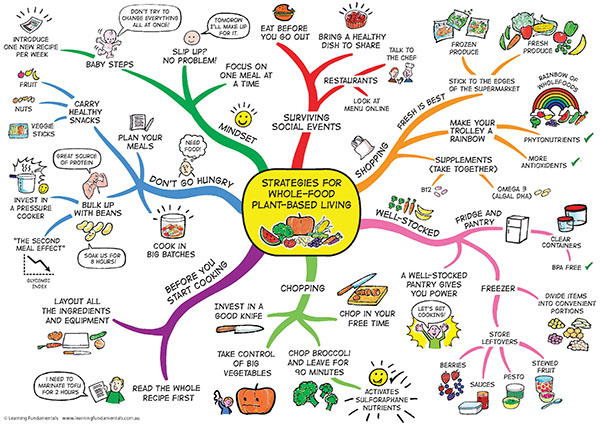 STRATEGIES FOR
WHOLE-FOOD
PLANT-BASED LIVING
MINDSET
BABY STEPS
INTRODUCE
ONE NEW RECIPE
PER WEEK
DON'T TRY TO
CHANGE EVERYTHING
ALL AT ONCE!
SLIP UP?
NO PROBLEM!
TOMORROW
I'LL MAKE UP
FOR IT.
FOCUS ON
ONE MEAL AT
A TIME
SURVIVING
SOCIAL EVENTS
EAT BEFORE
YOU GO OUT
BRING A HEALTHY
DISH TO SHARE
RESTAURANTS
TALK TO
THE CHEF
LOOK AT
MENU ONLINE
SHOPPING
FRESH IS BEST
FROZEN
PRODUCE
FRESH
PRODUCE
STICK TO THE EDGES
OF THE SUPERMARKET
MAKE YOUR
TROLLEY A
RAINBOW
RAINBOW OF
WHOLEFOODS
PHYTONUTRIENTS
MORE
ANTIOXIDENTS
SUPPLEMENTS
(TAKE TOGETHER)
B12
OMEGA 3
(ALGAL DHA)
WELL-STOCKED
FRIDGE AND
PANTRY
CLEAR
CONTAINERS
BPA FREE
A WELL-STOCKED
PANTRY GIVES
YOU POWER
LET'S GET
COOKING!
FREEZER
DIVIDE ITEMS
INTO
CONVENIENT
PORTIONS
STORE
LEFTOVERS
BERRIES
SAUCES
PESTO
STEWED
FRUIT
CHOPPING
CHOP IN YOUR
FREE TIME
INVEST IN A
GOOD KNIFE
TAKE CONTROL
OF BIG
VEGETABLES
CHOP BROCCOLI
AND LEAVE FOR
90 MINUTES
ACTIVATES
SULFORAPHANE
NUTRIENTS
BEFORE YOU
START COOKING
LAYOUT ALL
THE INGREDIENTS
AND EQUIPMENT
READ THE WHOLE
RECIPE FIRST
I NEED TO
MARINATE TOFU
FOR 2 HOURS
DON'T GO HUNGRY
NEED
FOOD!
PLAN YOUR
MEALS
CARRY
HEALTHY
SNACKS
FRUIT
NUTS
VEGGIE
STICKS
BULK UP
WITH BEANS
GREAT SOURCE
OF PROTEIN
INVEST IN
A PRESSURE
COOKER
"THE SECOND
MEAL EFFECT"
GLYCEMIC
INDEX
SOAK US FOR
8 HOURS!
COOK IN
BIG BATCHES
© Learning Fundamentals www.learningfundamentals.com.au